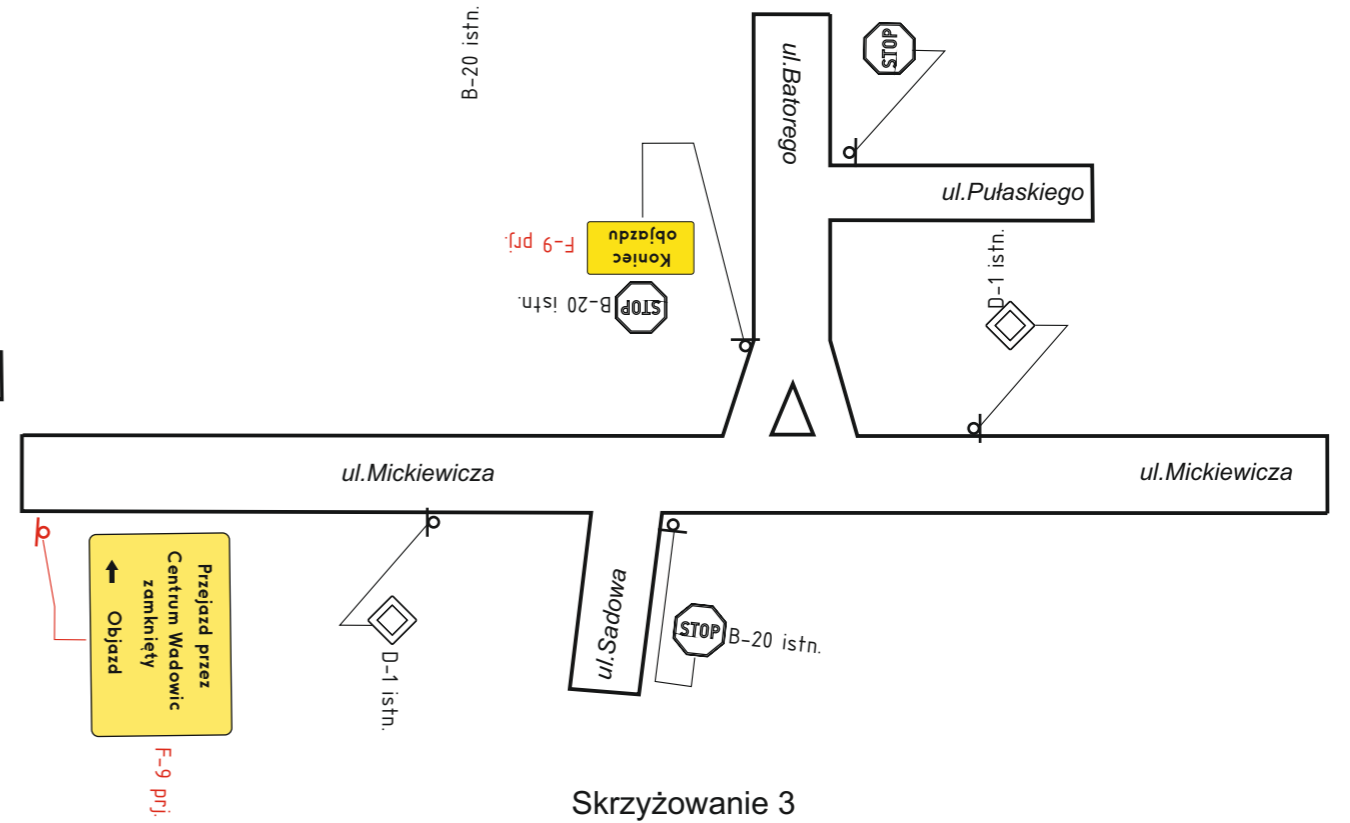 B-20 istn.
STOP
ul.Batorego
ul.Pułaskiego
Koniec
objazdu
F-9 prj.
STOP
B-20 istn.
D-1 istn.
ul.Mickiewicza
ul.Mickiewicza
Przejazd przez
Centrum Wadowic
zamknięty
← Objazd
F-9 prj.
D-1 istn.
ul.Sadowa
STOP
B-20 istn.
Skrzyżowanie 3